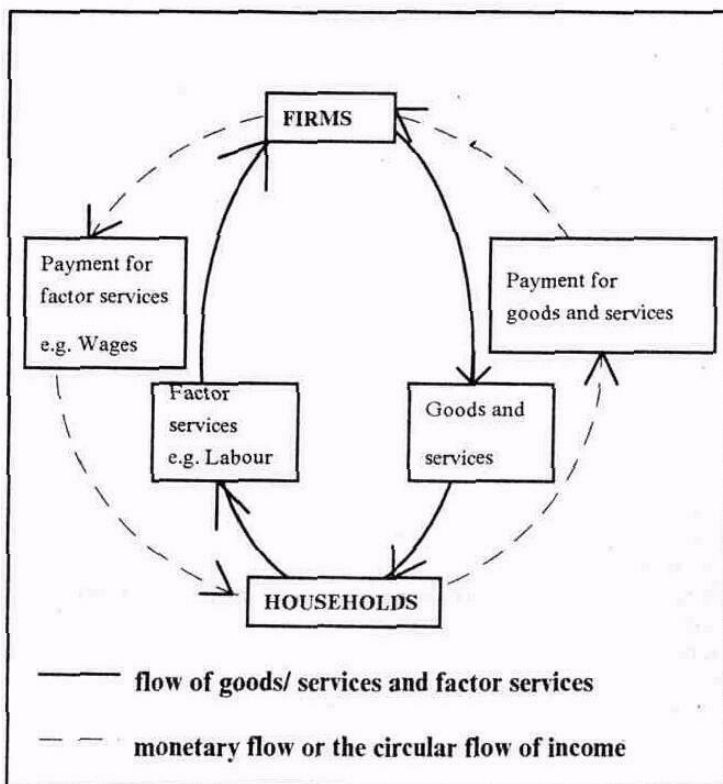 FIRMS
Payment for
factor services
e.g. Wages
Payment for
goods and services
Factor
services
e.g. Labour
Goods and
services
HOUSEHOLDS
flow of goods/ services and factor services
monetary flow or the circular flow of income